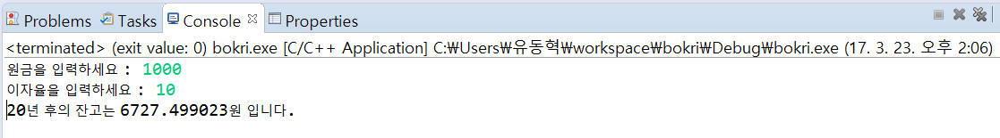 Problems Tasks Console Properties
<terminated> (exit value: 0) bokri.exe [C/C++ Application] C:₩Users₩유동혁₩workspace₩bokri₩Debug₩bokri.exe (17. 3. 23. 오후 2:06)
원금을 입력하세요 : 1000
이자율을 입력하세요 : 10
20년 후의 잔고는 6727.499023원 입니다.